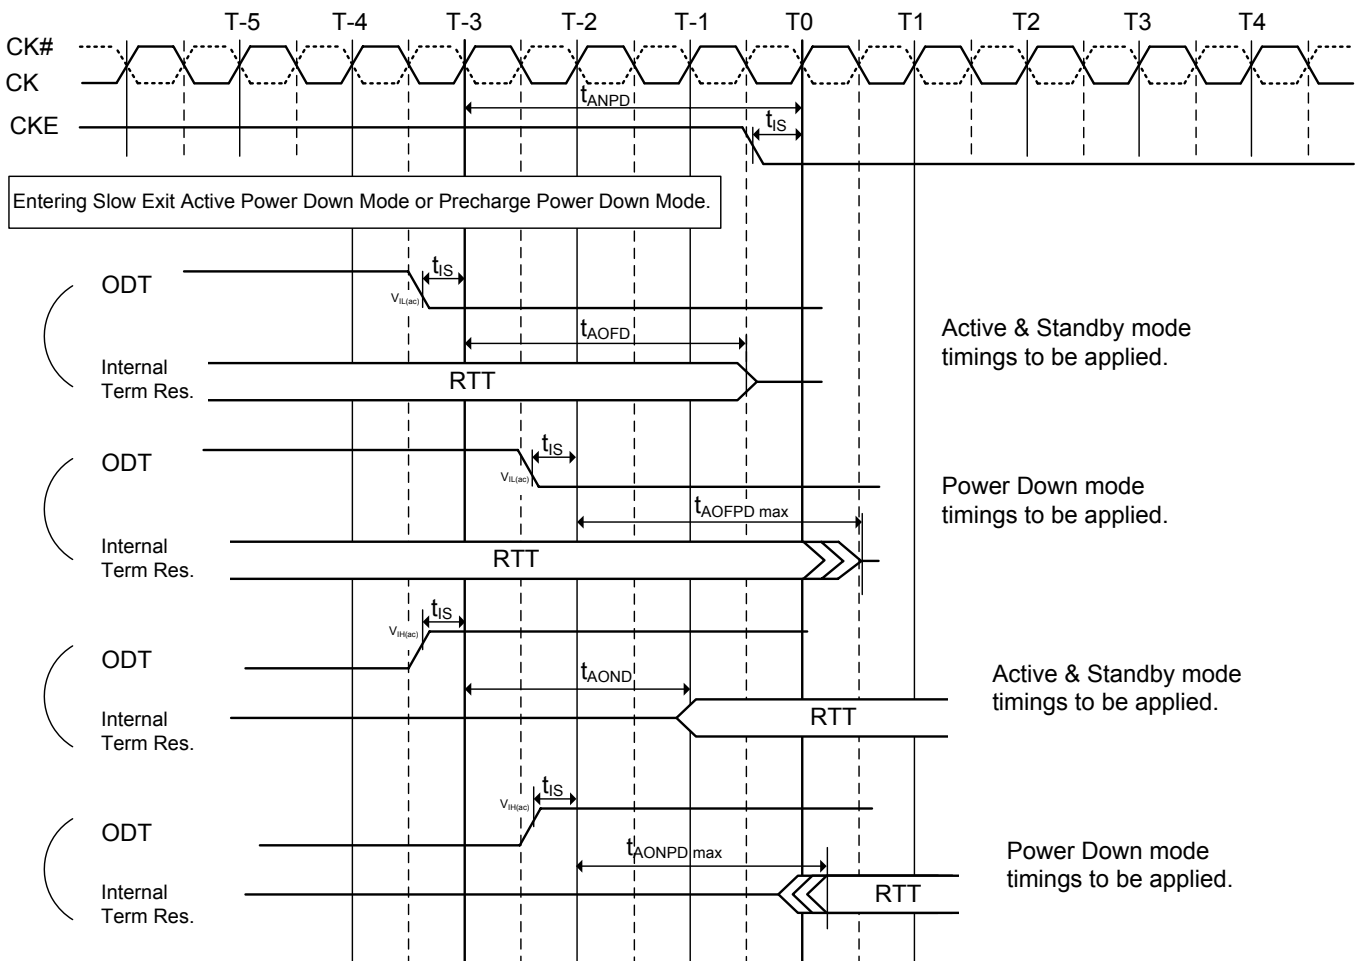 T-5 T-4 T-3 T-2 T-1 T0 T1 T2 T3 T4
CK#
CK
tANPD
CKE
tIS
Entering Slow Exit Active Power Down Mode or Precharge Power Down Mode.
ODT
tIS
VIL(ac)
tAOFD
Internal
Term Res.
RTT
Active & Standby mode
timings to be applied.
ODT
tIS
VIL(ac)
tAOFPD max
Internal
Term Res.
RTT
Power Down mode
timings to be applied.
ODT
tIS
VIH(ac)
tAOND
Internal
Term Res.
RTT
Active & Standby mode
timings to be applied.
ODT
tIS
VIH(ac)
tAONPD max
Internal
Term Res.
RTT
Power Down mode
timings to be applied.